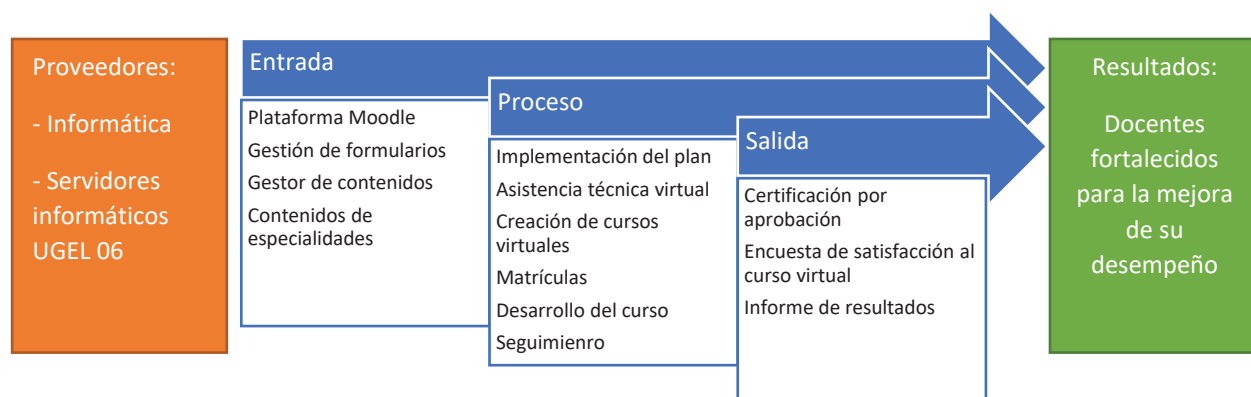 Proveedores:
- Informática
- Servidores
informáticos
UGEL 06
Entrada
Plataforma Moodle
Gestión de formularios
Gestor de contenidos
Contenidos de
especialidades
Proceso
Implementación del plan
Asistencia técnica virtual
Creación de cursos
virtuales
Matrículas
Desarrollo del curso
Seguimienro
Salida
Certificación por
aprobación
Encuesta de satisfacción al
curso virtual
Informe de resultados
Resultados:
Docentes
fortalecidos
para la mejora
de su
desempeño